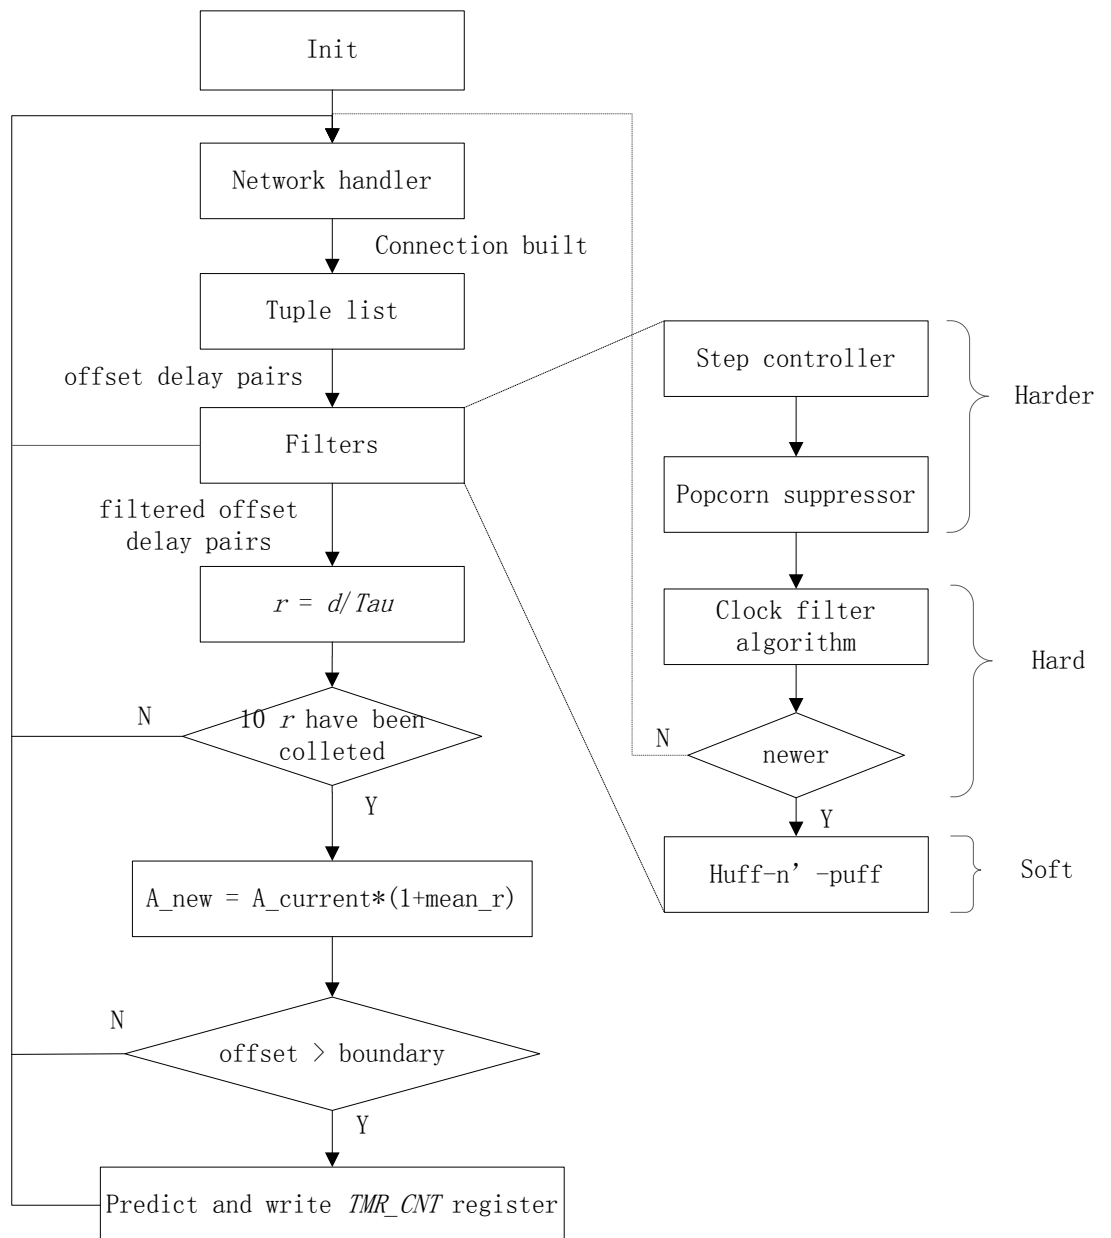 Init
Network handler
Connection built
Tuple list
offset delay pairs
Filters
filtered offset
delay pairs
r = d/Tau
N
10 r have been
colleted
Y
A_new = A_current*(1+mean_r)
N
offset > boundary
Y
Predict and write TMR_CNT register
Step controller
Harder
Popcorn suppressor
Clock filter
algorithm
Hard
N
newer
Y
Huff-n’-puff
Soft